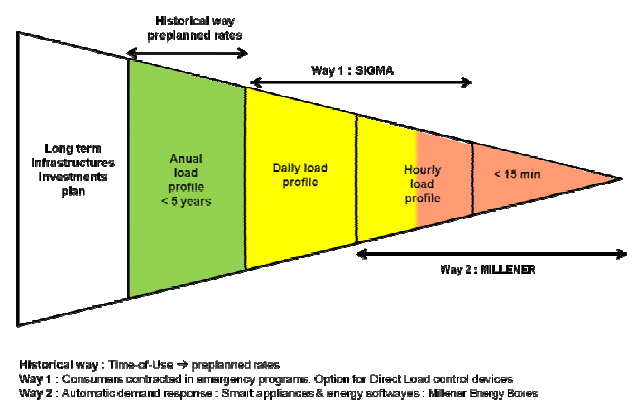 Historical way
preplanned rates
Way 1 : SIGMA
Long term
Infrastructures
Investments
plan
Anual
load
profile
< 5 years
Daily load
profile
Hourly
load
profile
< 15 min
Way 2 : MILLENER
Historical way : Time-of-Use → preplanned rates
Way 1 : Consumers contracted in emergency programs. Option for Direct Load control devices
Way 2 : Automatic demand response : Smart appliances & energy softwares : Millener Energy Boxes